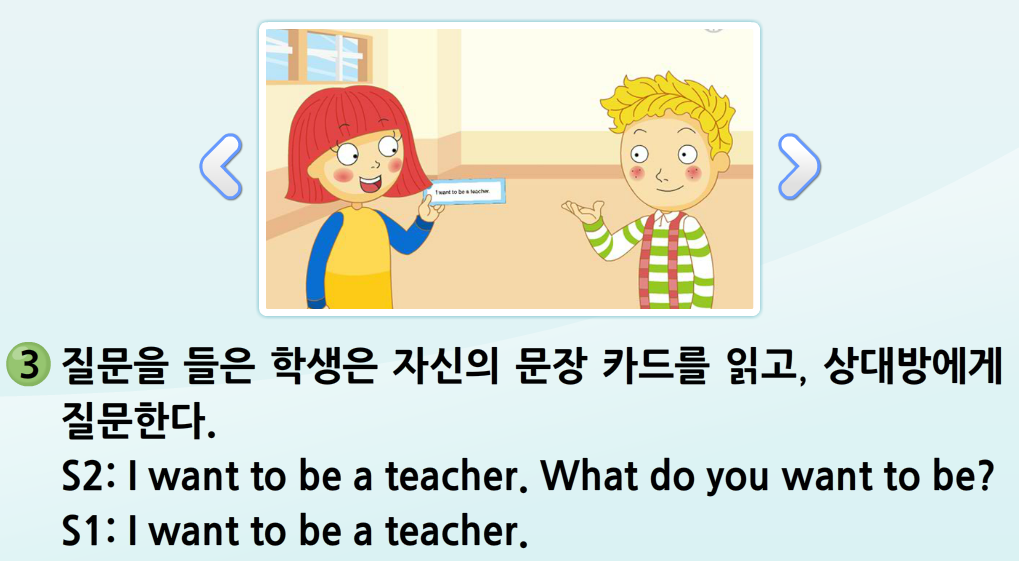 I want to be a teacher.
3 질문을 들은 학생은 자신의 문장 카드를 읽고, 상대방에게
질문한다.
S2: I want to be a teacher. What do you want to be?
S1: I want to be a teacher.